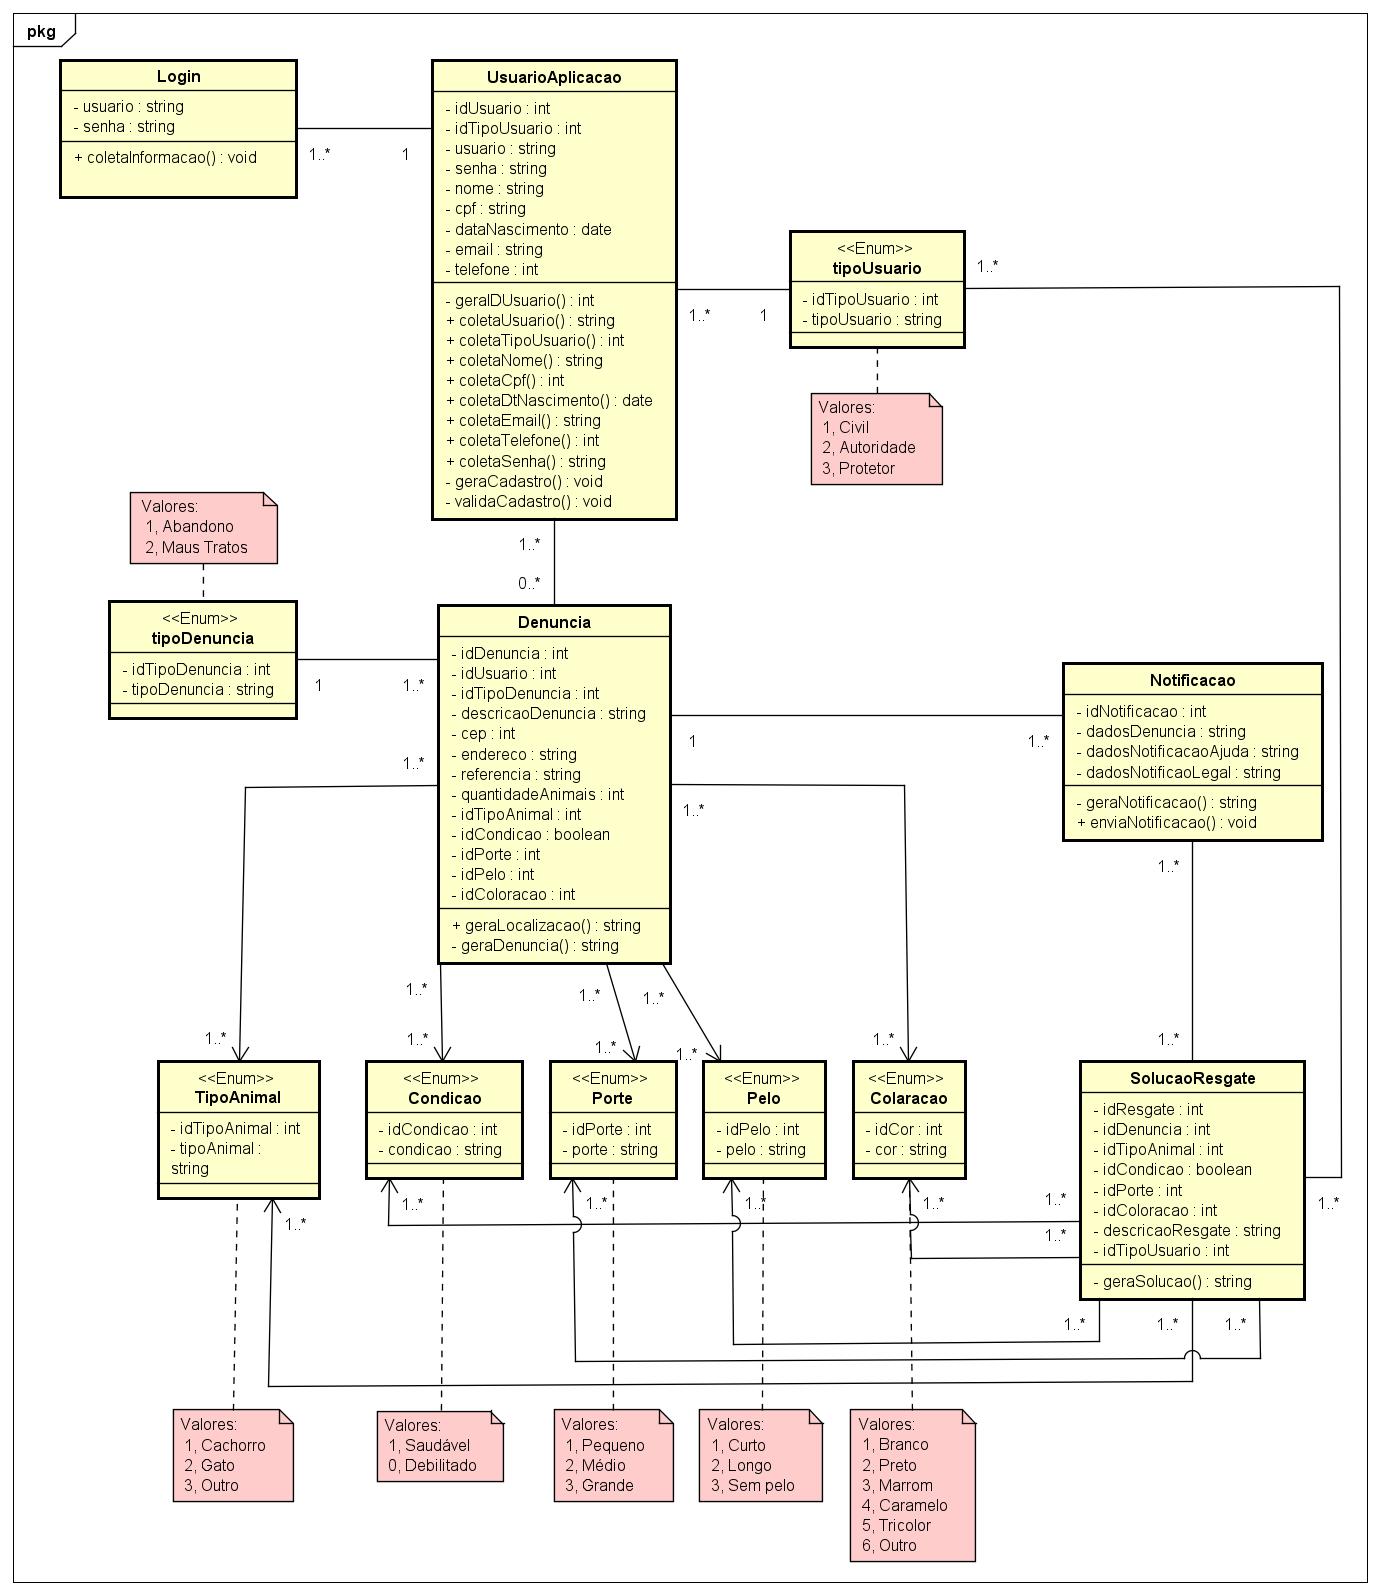 pkg
Login
- usuario : string
- senha : string
+ coletaInformacao() : void
1..*
1
UsuarioAplicacao
- idUsuario : int
- idTipoUsuario : int
- usuario : string
- senha : string
- nome : string
- cpf : string
- dataNascimento : date
- email : string
- telefone : int
- geraIDUsuario() : int
+ coletaUsuario() : string
+ coletaTipoUsuario() : int
+ coletaNome() : string
+ coletaCpf() : int
+ coletaDtNascimento() : date
+ coletaEmail() : string
+ coletaTelefone() : int
+ coletaSenha() : string
- geraCadastro() : void
- validaCadastro() : void
1..*
1
<<Enum>>
tipoUsuario
- idTipoUsuario : int
- tipoUsuario : string
1..*
Valores:
1, Civil
2, Autoridade
3, Protetor
1..*
0..*
Valores:
1, Abandono
2, Maus Tratos
<<Enum>>
tipoDenuncia
- idTipoDenuncia : int
- tipoDenuncia : string
1
1..*
Denuncia
- idDenuncia : int
- idUsuario : int
- idTipoDenuncia : int
- descricaoDenuncia : string
- cep : int
- endereco : string
- referencia : string
- quantidadeAnimais : int
- idTipoAnimal : int
- idCondicao : boolean
- idPorte : int
- idPelo : int
- idColoracao : int
+ geraLocalizacao() : string
- geraDenuncia() : string
1
1..*
Notificacao
- idNotificacao : int
- dadosDenuncia : string
- dadosNotificacaoAjuda : string
- dadosNotificaoLegal : string
- geraNotificacao() : string
+ enviaNotificacao() : void
1..*
1..*
1..*
1..*
1..*
1..*
1..*
1..*
1..*
1..*
1..*
1..*
<<Enum>>
TipoAnimal
- idTipoAnimal : int
- tipoAnimal :
string
<<Enum>>
Condicao
- idCondicao : int
- condicao : string
<<Enum>>
Porte
- idPorte : int
- porte : string
<<Enum>>
Pelo
- idPelo : int
- pelo : string
<<Enum>>
Colaracao
- idCor : int
- cor : string
SolucaoResgate
- idResgate : int
- idDenuncia : int
- idTipoAnimal : int
- idCondicao : boolean
- idPorte : int
- idColoracao : int
- descricaoResgate : string
- idTipoUsuario : int
- geraSolucao() : string
1..*
1..*
1..*
1..*
1..*
1..*
1..*
1..*
1..*
1..*
1..*
Valores:
1, Cachorro
2, Gato
3, Outro
Valores:
1, Saudável
0, Debilitado
Valores:
1, Pequeno
2, Médio
3, Grande
Valores:
1, Curto
2, Longo
3, Sem pelo
Valores:
1, Branco
2, Preto
3, Marrom
4, Caramelo
5, Tricolor
6, Outro